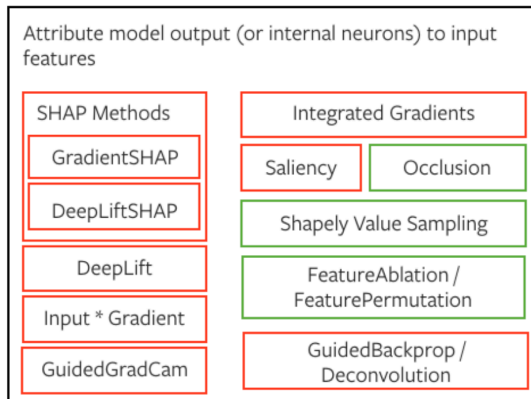 Attribute model output (or internal neurons) to input
features
SHAP Methods
GradientSHAP
DeepLiftSHAP
DeepLift
Input * Gradient
GuidedGradCam
Integrated Gradients
Saliency
Occlusion
Shapely Value Sampling
FeatureAblation /
FeaturePermutation
GuidedBackprop /
Deconvolution